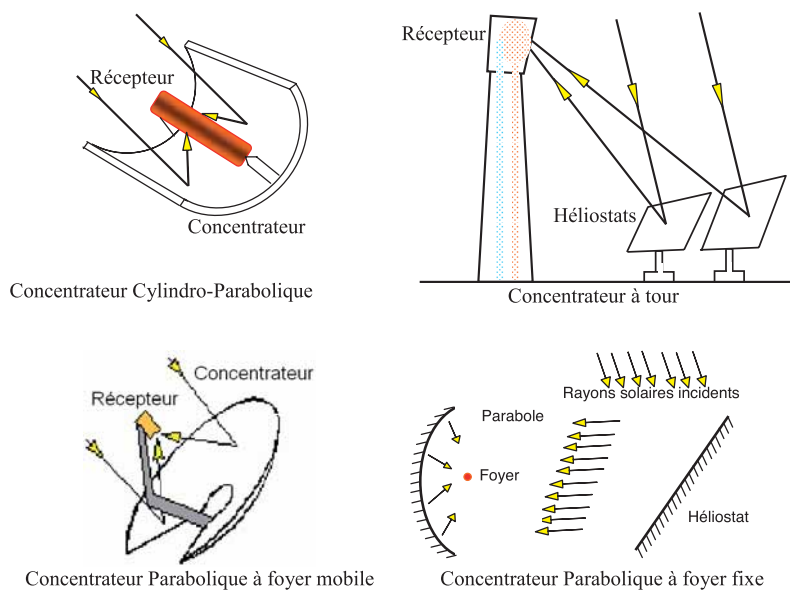 Récepteur
Concentrateur
Concentrateur Cylindro-Parabolique
Récepteur
Héliostats
Concentrateur à tour
Concentrateur
Récepteur
Concentrateur Parabolique à foyer mobile
Rayons solaires incidents
Parabole
Foyer
Héliostat
Concentrateur Parabolique à foyer fixe